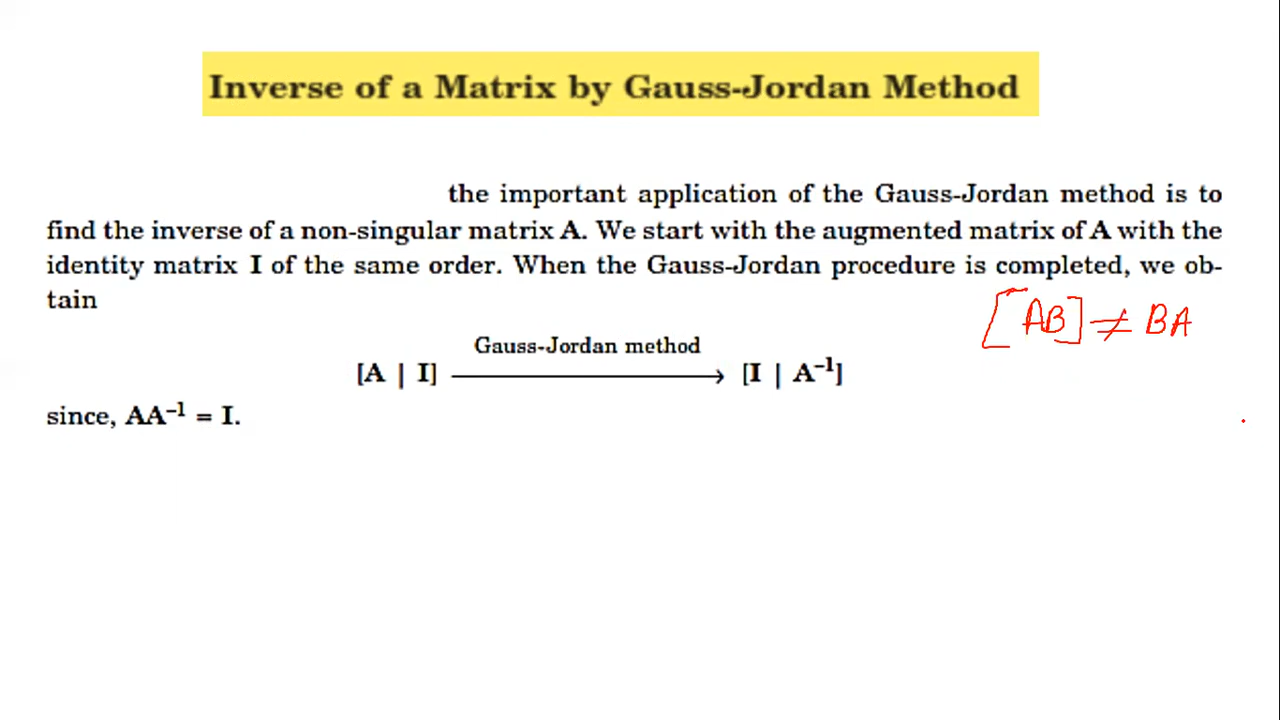 Inverse of a Matrix by Gauss-Jordan Method
the important application of the Gauss-Jordan method is to
find the inverse of a non-singular matrix A. We start with the augmented matrix of A with the
identity matrix I of the same order. When the Gauss-Jordan procedure is completed, we ob-
tain
[AB] ≠ BA
Gauss-Jordan method
[A | I] ⟶ [I | A⁻¹]
since, AA⁻¹ = I.